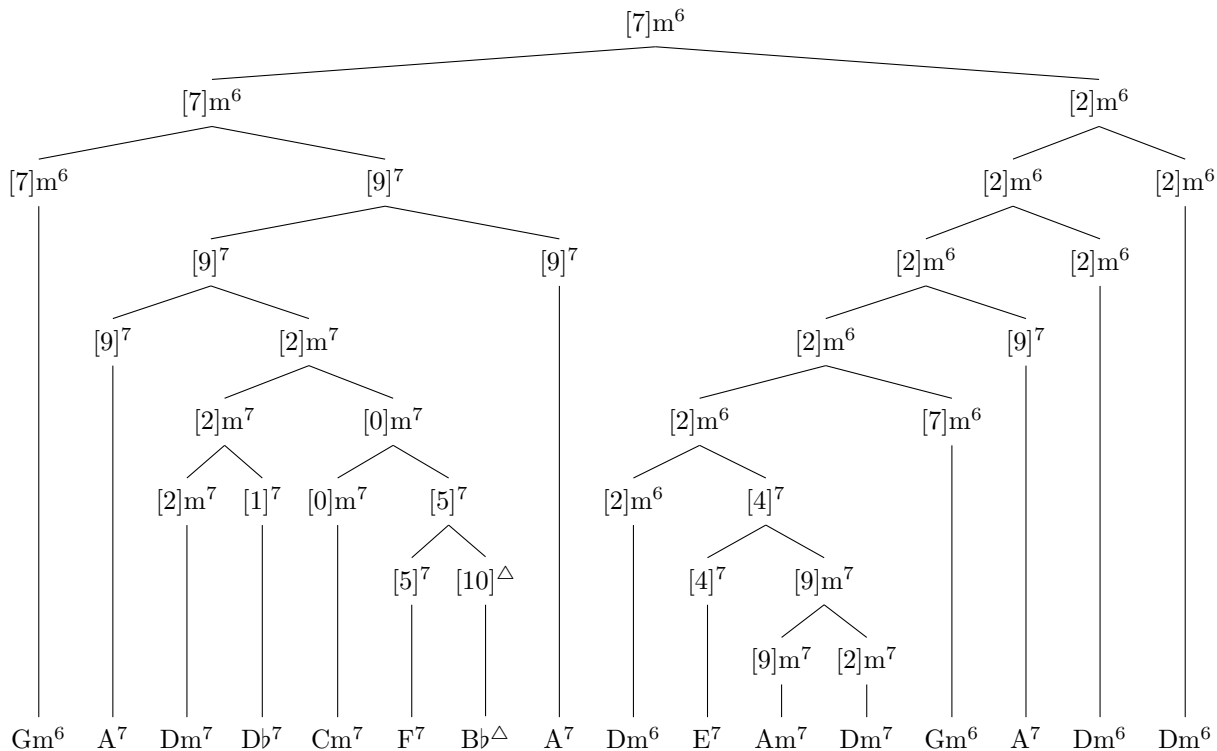 [7]m⁶
[7]m⁶ [2]m⁶
[7]m⁶ [9]⁷ [2]m⁶ [2]m⁶
[9]⁷ [9]⁷ [2]m⁶ [2]m⁶
[9]⁷ [2]m⁷ [2]m⁶ [9]⁷
[2]m⁷ [0]m⁷ [2]m⁶ [7]m⁶
[2]m⁷ [1]⁷ [0]m⁷ [5]⁷ [2]m⁶ [4]⁷
[5]⁷ [10]△ [4]⁷ [9]m⁷
[9]m⁷ [2]m⁷
Gm⁶ A⁷ Dm⁷ D♭⁷ Cm⁷ F⁷ B♭△ A⁷ Dm⁶ E⁷ Am⁷ Dm⁷ Gm⁶ A⁷ Dm⁶ Dm⁶